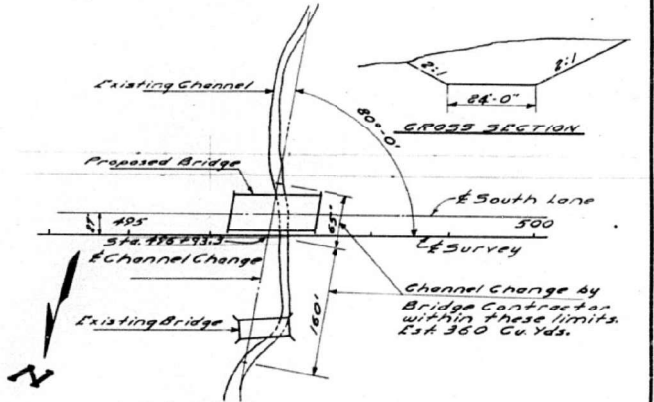 Existing Channel
2:1
2:1
24'-0"
CROSS SECTION
80°-0'
Proposed Bridge
℄ South Lane
17'
495
500
65'
Sta. 496+93.3
℄ Survey
℄ Channel Change
Channel Change by
Bridge Contractor
within these limits.
Est. 360 Cu. Yds.
Existing Bridge
160'
N